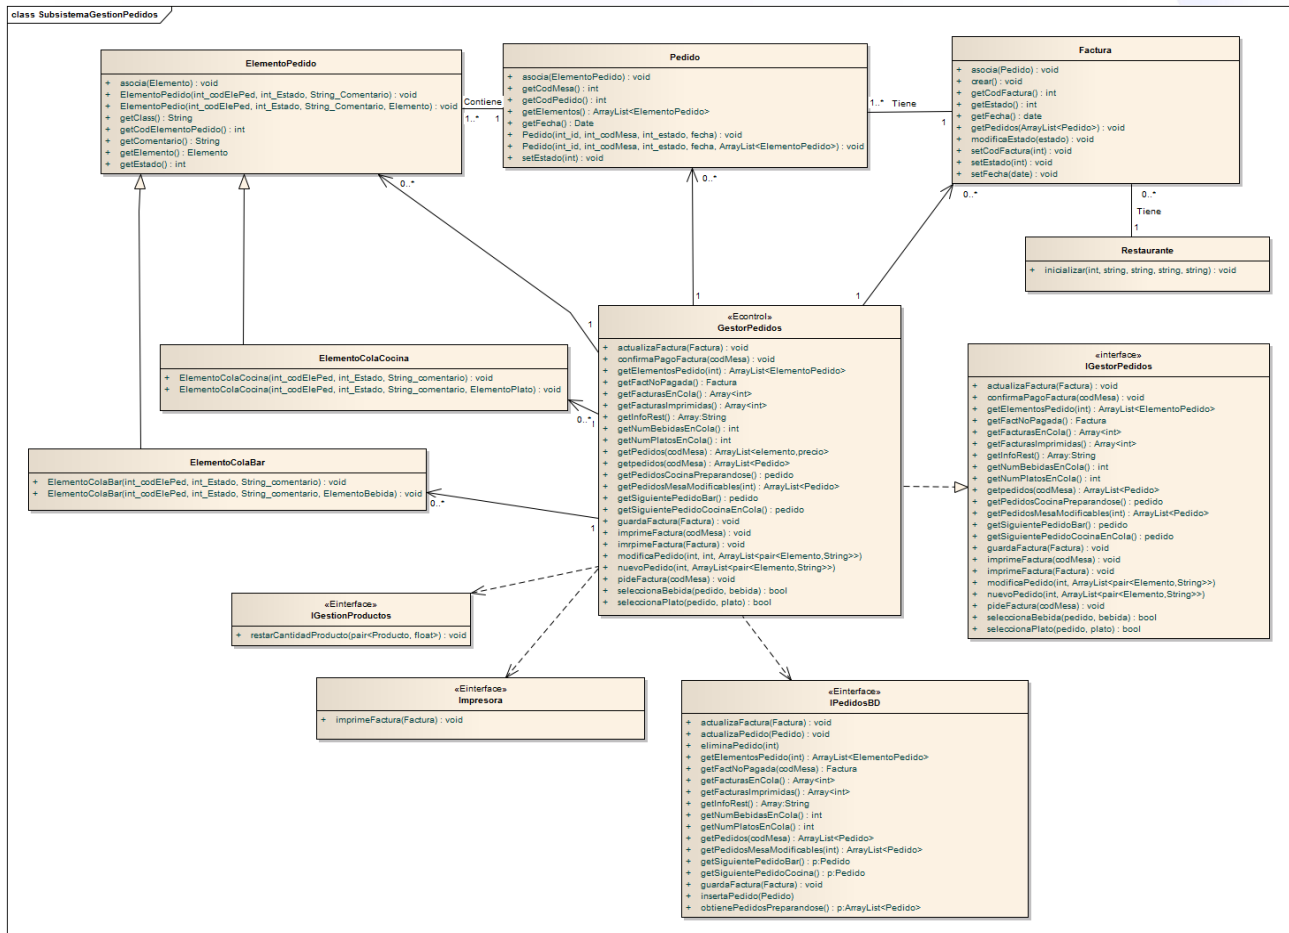 class SubsistemaGestionPedidos
ElementoPedido
+ asocia(Elemento) : void
+ ElementoPedido(int_codElePed, int_Estado, String_Comentario) : void
+ ElementoPedio(int_codElePed, int_Estado, String_Comentario, Elemento) : void
+ getClass() : String
+ getCodElementoPedido() : int
+ getComentario() : String
+ getElemento() : Elemento
+ getEstado() : int
Contiene
1..*
1
Pedido
+ asocia(ElementoPedido) : void
+ getCodMesa() : int
+ getCodPedido() : int
+ getElementos() : ArrayList<ElementoPedido>
+ getFecha() : Date
+ Pedido(int_id, int_codMesa, int_estado, fecha) : void
+ Pedido(int_id, int_codMesa, int_estado, fecha, ArrayList<ElementoPedido>) : void
+ setEstado(int) : void
1..*
Tiene
1
Factura
+ asocia(Pedido) : void
+ crear() : void
+ getCodFactura() : int
+ getEstado() : int
+ getFecha() : date
+ getPedidos(ArrayList<Pedido>) : void
+ modificaEstado(estado) : void
+ setCodFactura(int) : void
+ setEstado(int) : void
+ setFecha(date) : void
0..*
0..*
0..*
0..*
Tiene
1
Restaurante
+ inicializar(int, string, string, string, string) : void
1
1
1
«Econtrol»
GestorPedidos
+ actualizaFactura(Factura) : void
+ confirmaPagoFactura(codMesa) : void
+ getElementosPedido(int) : ArrayList<ElementoPedido>
+ getFactNoPagada() : Factura
+ getFacturasEnCola() : Array<int>
+ getFacturasImprimidas() : Array<int>
+ getInfoRest() : Array:String
+ getNumBebidasEnCola() : int
+ getNumPlatosEnCola() : int
+ getPedidos(codMesa) : ArrayList<elemento,precio>
+ getpedidos(codMesa) : ArrayList<Pedido>
+ getPedidosCocinaPreparandose() : pedido
+ getPedidosMesaModificables(int) : ArrayList<Pedido>
+ getSiguientePedidoBar() : pedido
+ getSiguientePedidoCocinaEnCola() : pedido
+ guardaFactura(Factura) : void
+ imprimeFactura(codMesa) : void
+ imrpimeFactura(Factura) : void
+ modificaPedido(int, int, ArrayList<pair<Elemento,String>>)
+ nuevoPedido(int, ArrayList<pair<Elemento,String>>)
+ pideFactura(codMesa) : void
+ seleccionaBebida(pedido, bebida) : bool
+ seleccionaPlato(pedido, plato) : bool
«interface»
IGestorPedidos
+ actualizaFactura(Factura) : void
+ confirmaPagoFactura(codMesa) : void
+ getElementosPedido(int) : ArrayList<ElementoPedido>
+ getFactNoPagada() : Factura
+ getFacturasEnCola() : Array<int>
+ getFacturasImprimidas() : Array<int>
+ getInfoRest() : Array:String
+ getNumBebidasEnCola() : int
+ getNumPlatosEnCola() : int
+ getpedidos(codMesa) : ArrayList<Pedido>
+ getPedidosCocinaPreparandose() : pedido
+ getPedidosMesaModificables(int) : ArrayList<Pedido>
+ getSiguientePedidoBar() : pedido
+ getSiguientePedidoCocinaEnCola() : pedido
+ guardaFactura(Factura) : void
+ imprimeFactura(codMesa) : void
+ imprimeFactura(Factura) : void
+ modificaPedido(int, ArrayList<pair<Elemento,String>>)
+ nuevoPedido(int, ArrayList<pair<Elemento,String>>)
+ pideFactura(codMesa) : void
+ seleccionaBebida(pedido, bebida) : bool
+ seleccionaPlato(pedido, plato) : bool
ElementoColaCocina
+ ElementoColaCocina(int_codElePed, int_Estado, String_comentario) : void
+ ElementoColaCocina(int_codElePed, int_Estado, String_comentario, ElementoPlato) : void
0..*
1
ElementoColaBar
+ ElementoColaBar(int_codElePed, int_Estado, String_comentario) : void
+ ElementoColaBar(int_codElePed, int_Estado, String_comentario, ElementoBebida) : void
0..*
1
«Einterface»
IGestionProductos
+ restarCantidadProducto(pair<Producto, float>) : void
«Einterface»
Impresora
+ imprimeFactura(Factura) : void
«Einterface»
IPedidosBD
+ actualizaFactura(Factura) : void
+ actualizaPedido(Pedido) : void
+ eliminaPedido(int)
+ getElementosPedido(int) : ArrayList<ElementoPedido>
+ getFactNoPagada(codMesa) : Factura
+ getFacturasEnCola() : Array<int>
+ getFacturasImprimidas() : Array<int>
+ getInfoRest() : Array:String
+ getNumBebidasEnCola() : int
+ getNumPlatosEnCola() : int
+ getPedidos(codMesa) : ArrayList<Pedido>
+ getPedidosMesaModificables(int) : ArrayList<Pedido>
+ getSiguientePedidoBar() : p:Pedido
+ getSiguientePedidoCocina() : p:Pedido
+ guardaFactura(Factura) : void
+ insertaPedido(Pedido)
+ obtienePedidosPreparandose() : p:ArrayList<Pedido>